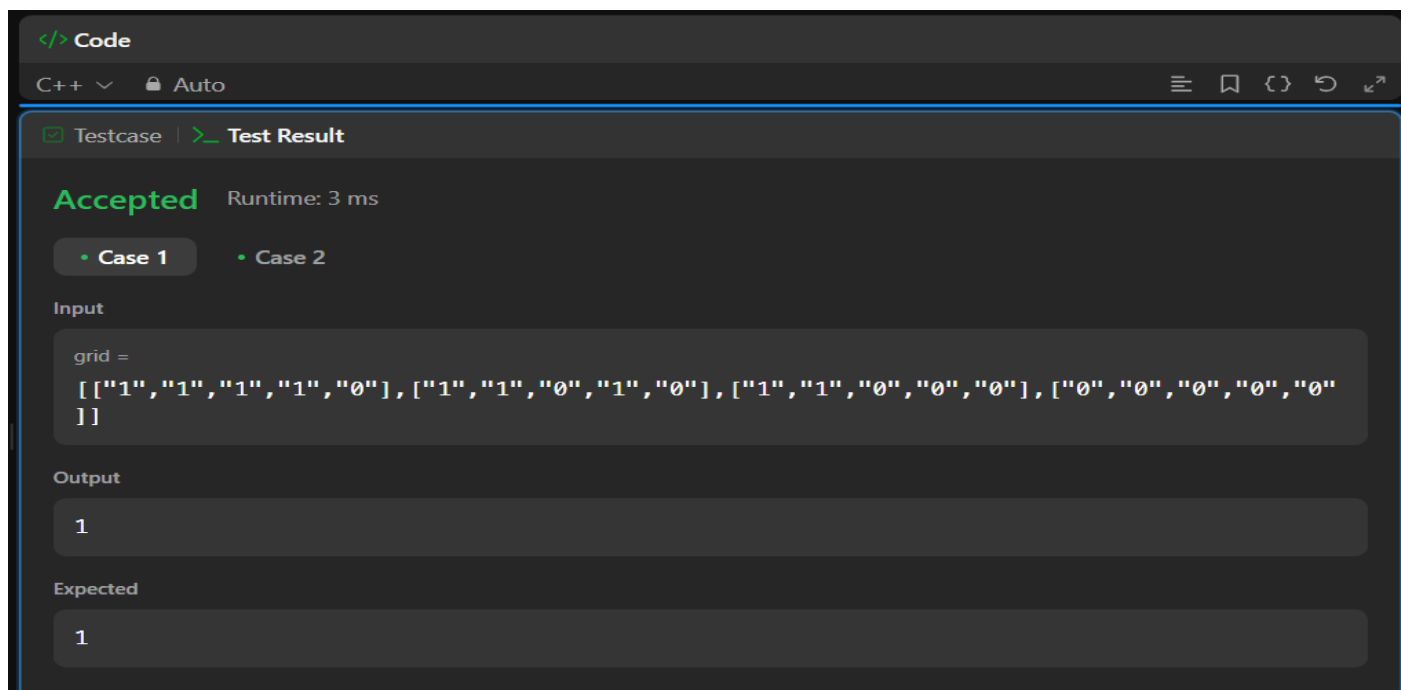 </> Code
C++ Auto
Testcase | >_ Test Result
Accepted Runtime: 3 ms
• Case 1 • Case 2
Input
grid =
[["1","1","1","1","0"],["1","1","0","1","0"],["1","1","0","0","0"],["0","0","0","0","0"
]]
Output
1
Expected
1